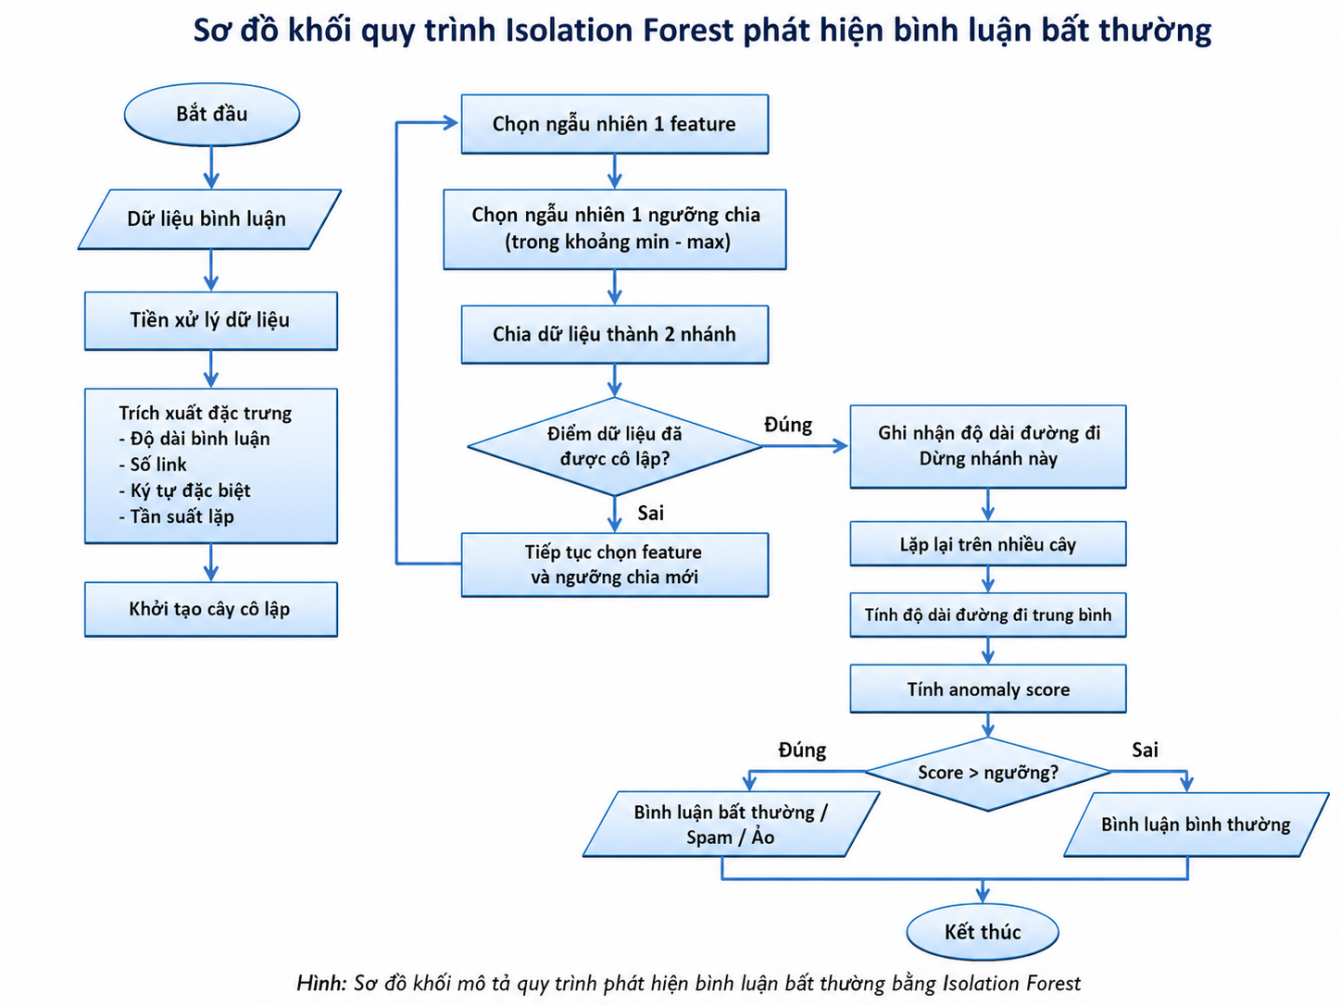 Sơ đồ khối quy trình Isolation Forest phát hiện bình luận bất thường
Bắt đầu
Dữ liệu bình luận
Tiền xử lý dữ liệu
Trích xuất đặc trưng
- Độ dài bình luận
- Số link
- Ký tự đặc biệt
- Tần suất lặp
Khởi tạo cây cô lập
Chọn ngẫu nhiên 1 feature
Chọn ngẫu nhiên 1 ngưỡng chia
(trong khoảng min - max)
Chia dữ liệu thành 2 nhánh
Điểm dữ liệu đã
được cô lập?
Đúng
Sai
Tiếp tục chọn feature
và ngưỡng chia mới
Ghi nhận độ dài đường đi
Dừng nhánh này
Lặp lại trên nhiều cây
Tính độ dài đường đi trung bình
Tính anomaly score
Score > ngưỡng?
Đúng
Sai
Bình luận bất thường /
Spam / Ảo
Bình luận bình thường
Kết thúc
Hình: Sơ đồ khối mô tả quy trình phát hiện bình luận bất thường bằng Isolation Forest